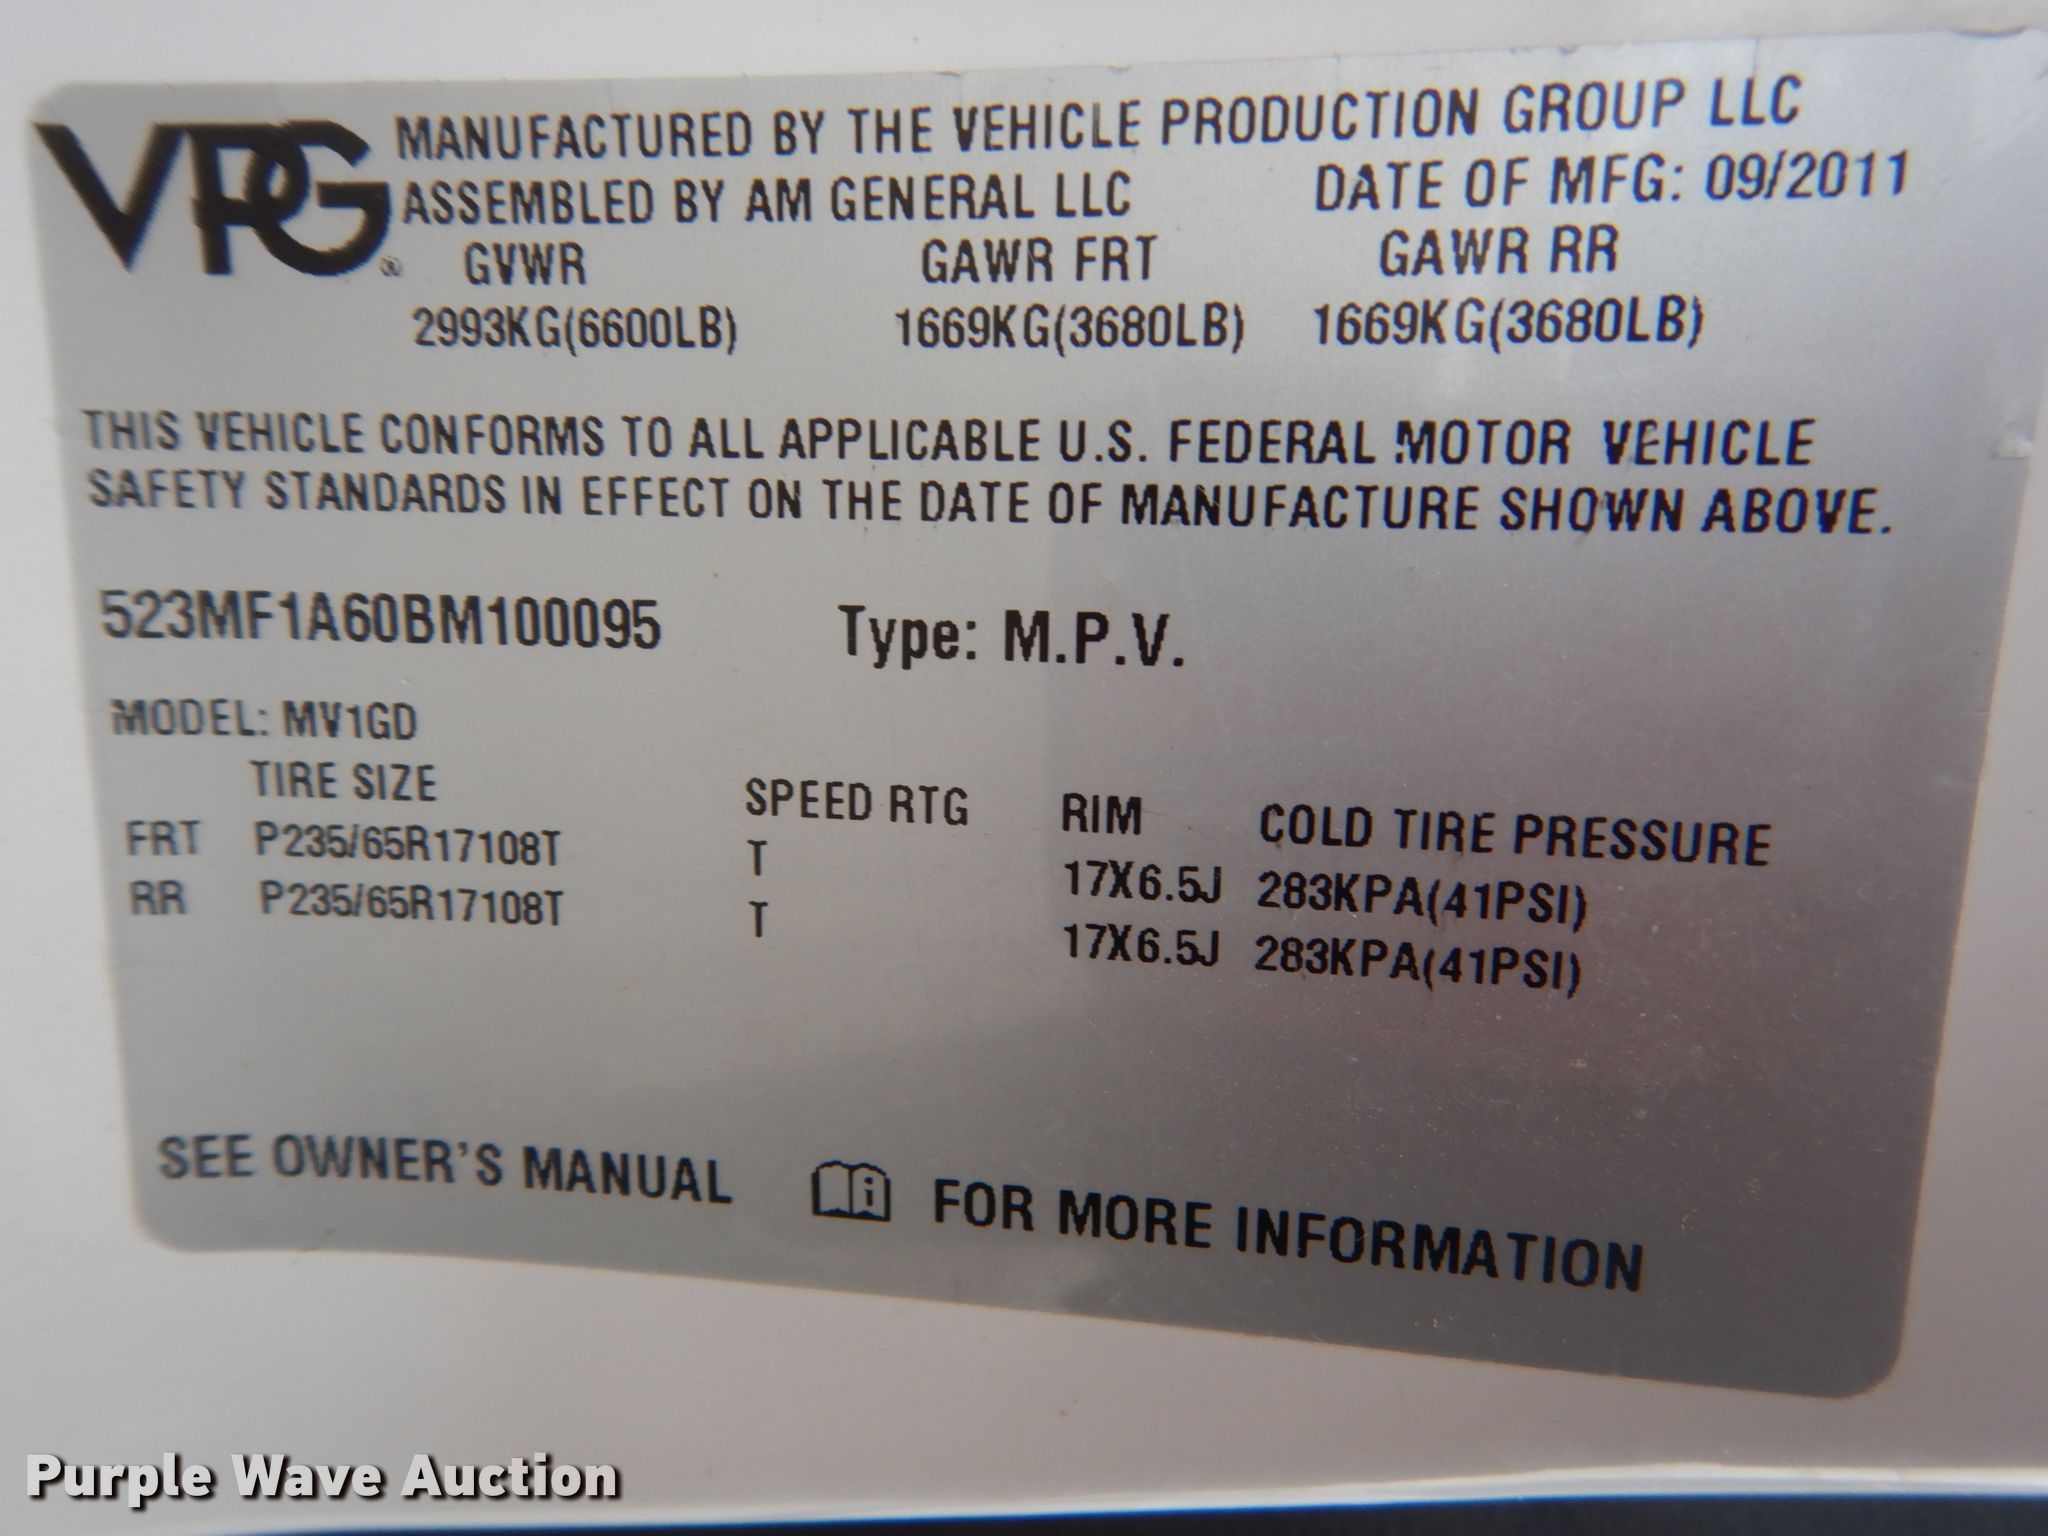 VPG® MANUFACTURED BY THE VEHICLE PRODUCTION GROUP LLC
ASSEMBLED BY AM GENERAL LLC DATE OF MFG: 09/2011
GVWR GAWR FRT GAWR RR
2993KG(6600LB) 1669KG(3680LB) 1669KG(3680LB)
THIS VEHICLE CONFORMS TO ALL APPLICABLE U.S. FEDERAL MOTOR VEHICLE
SAFETY STANDARDS IN EFFECT ON THE DATE OF MANUFACTURE SHOWN ABOVE.
523MF1A60BM100095 Type: M.P.V.
MODEL: MV1GD
TIRE SIZE SPEED RTG RIM COLD TIRE PRESSURE
FRT P235/65R17108T T 17X6.5J 283KPA(41PSI)
RR P235/65R17108T T 17X6.5J 283KPA(41PSI)
SEE OWNER'S MANUAL i FOR MORE INFORMATION
Purple Wave Auction